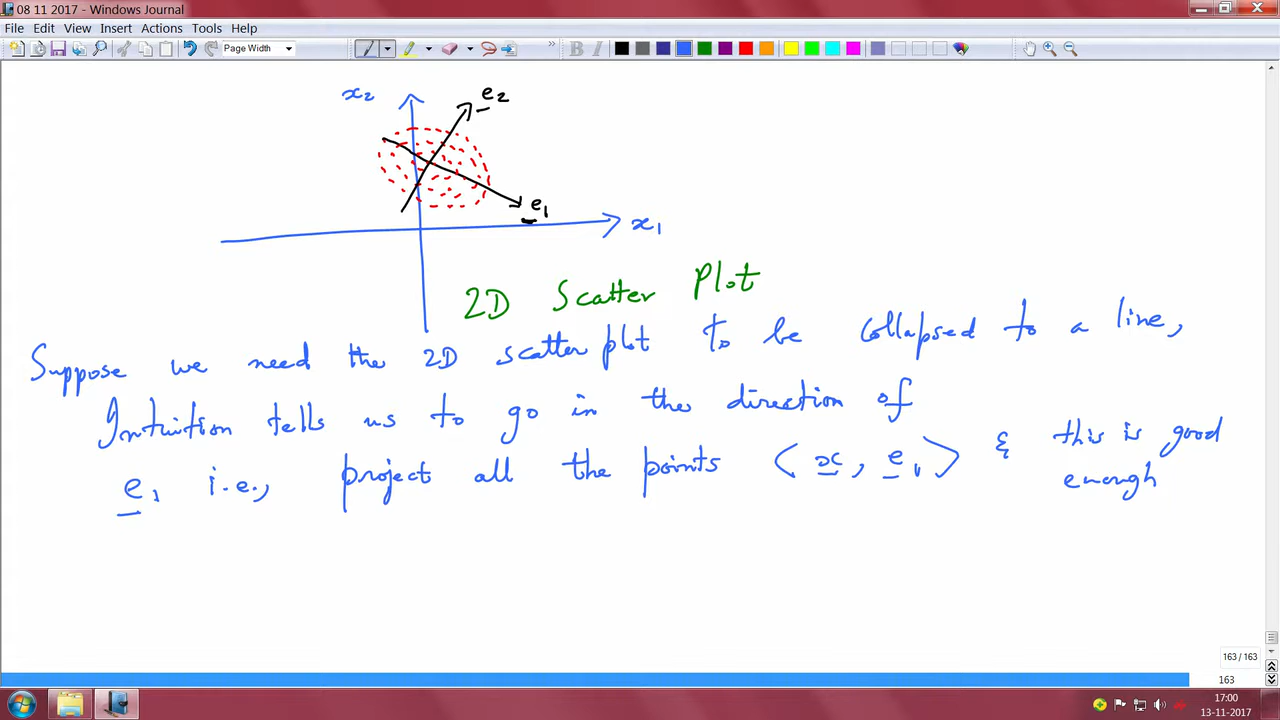 08 11 2017 - Windows Journal
File Edit View Insert Actions Tools Help
Page Width
x2
e2
e1
x1
2D Scatter Plot
Suppose we need the 2D scatter plot to be collapsed to a line,
Intuition tells us to go in the direction of
e1 i.e., project all the points < x, e1 > & this is good
enough
163 / 163
163
17:00
13-11-2017